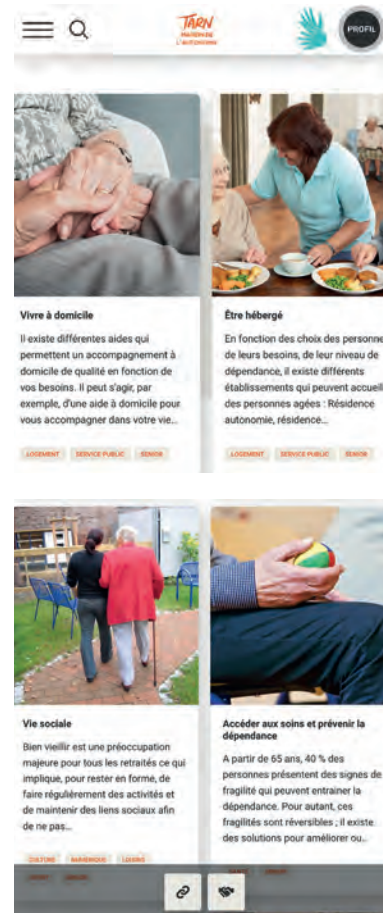 TARN
MAISON DE
L'AUTONOMIE
PROFIL
Vivre à domicile
Il existe différentes aides qui
permettent un accompagnement à
domicile de qualité en fonction de
vos besoins. Il peut s'agir, par
exemple, d'une aide à domicile pour
vous accompagner dans votre vie...
LOGEMENT SERVICE PUBLIC SENIOR
Être hébergé
En fonction des choix des personne
de leurs besoins, de leur niveau de
dépendance, il existe différents
établissements qui peuvent accueil
des personnes agées : Résidence
autonomie, résidence...
LOGEMENT SERVICE PUBLIC SENIOR
Vie sociale
Bien vieillir est une préoccupation
majeure pour tous les retraités ce qui
implique, pour rester en forme, de
faire régulièrement des activités et
de maintenir des liens sociaux afin
de ne pas...
CULTURE NUMÉRIQUE LOISIRS
SPORT SENIOR
Accéder aux soins et prévenir la
dépendance
A partir de 65 ans, 40 % des
personnes présentent des signes de
fragilité qui peuvent entrainer la
dépendance. Pour autant, ces
fragilités sont réversibles ; il existe
des solutions pour améliorer ou...
SANTÉ SENIOR